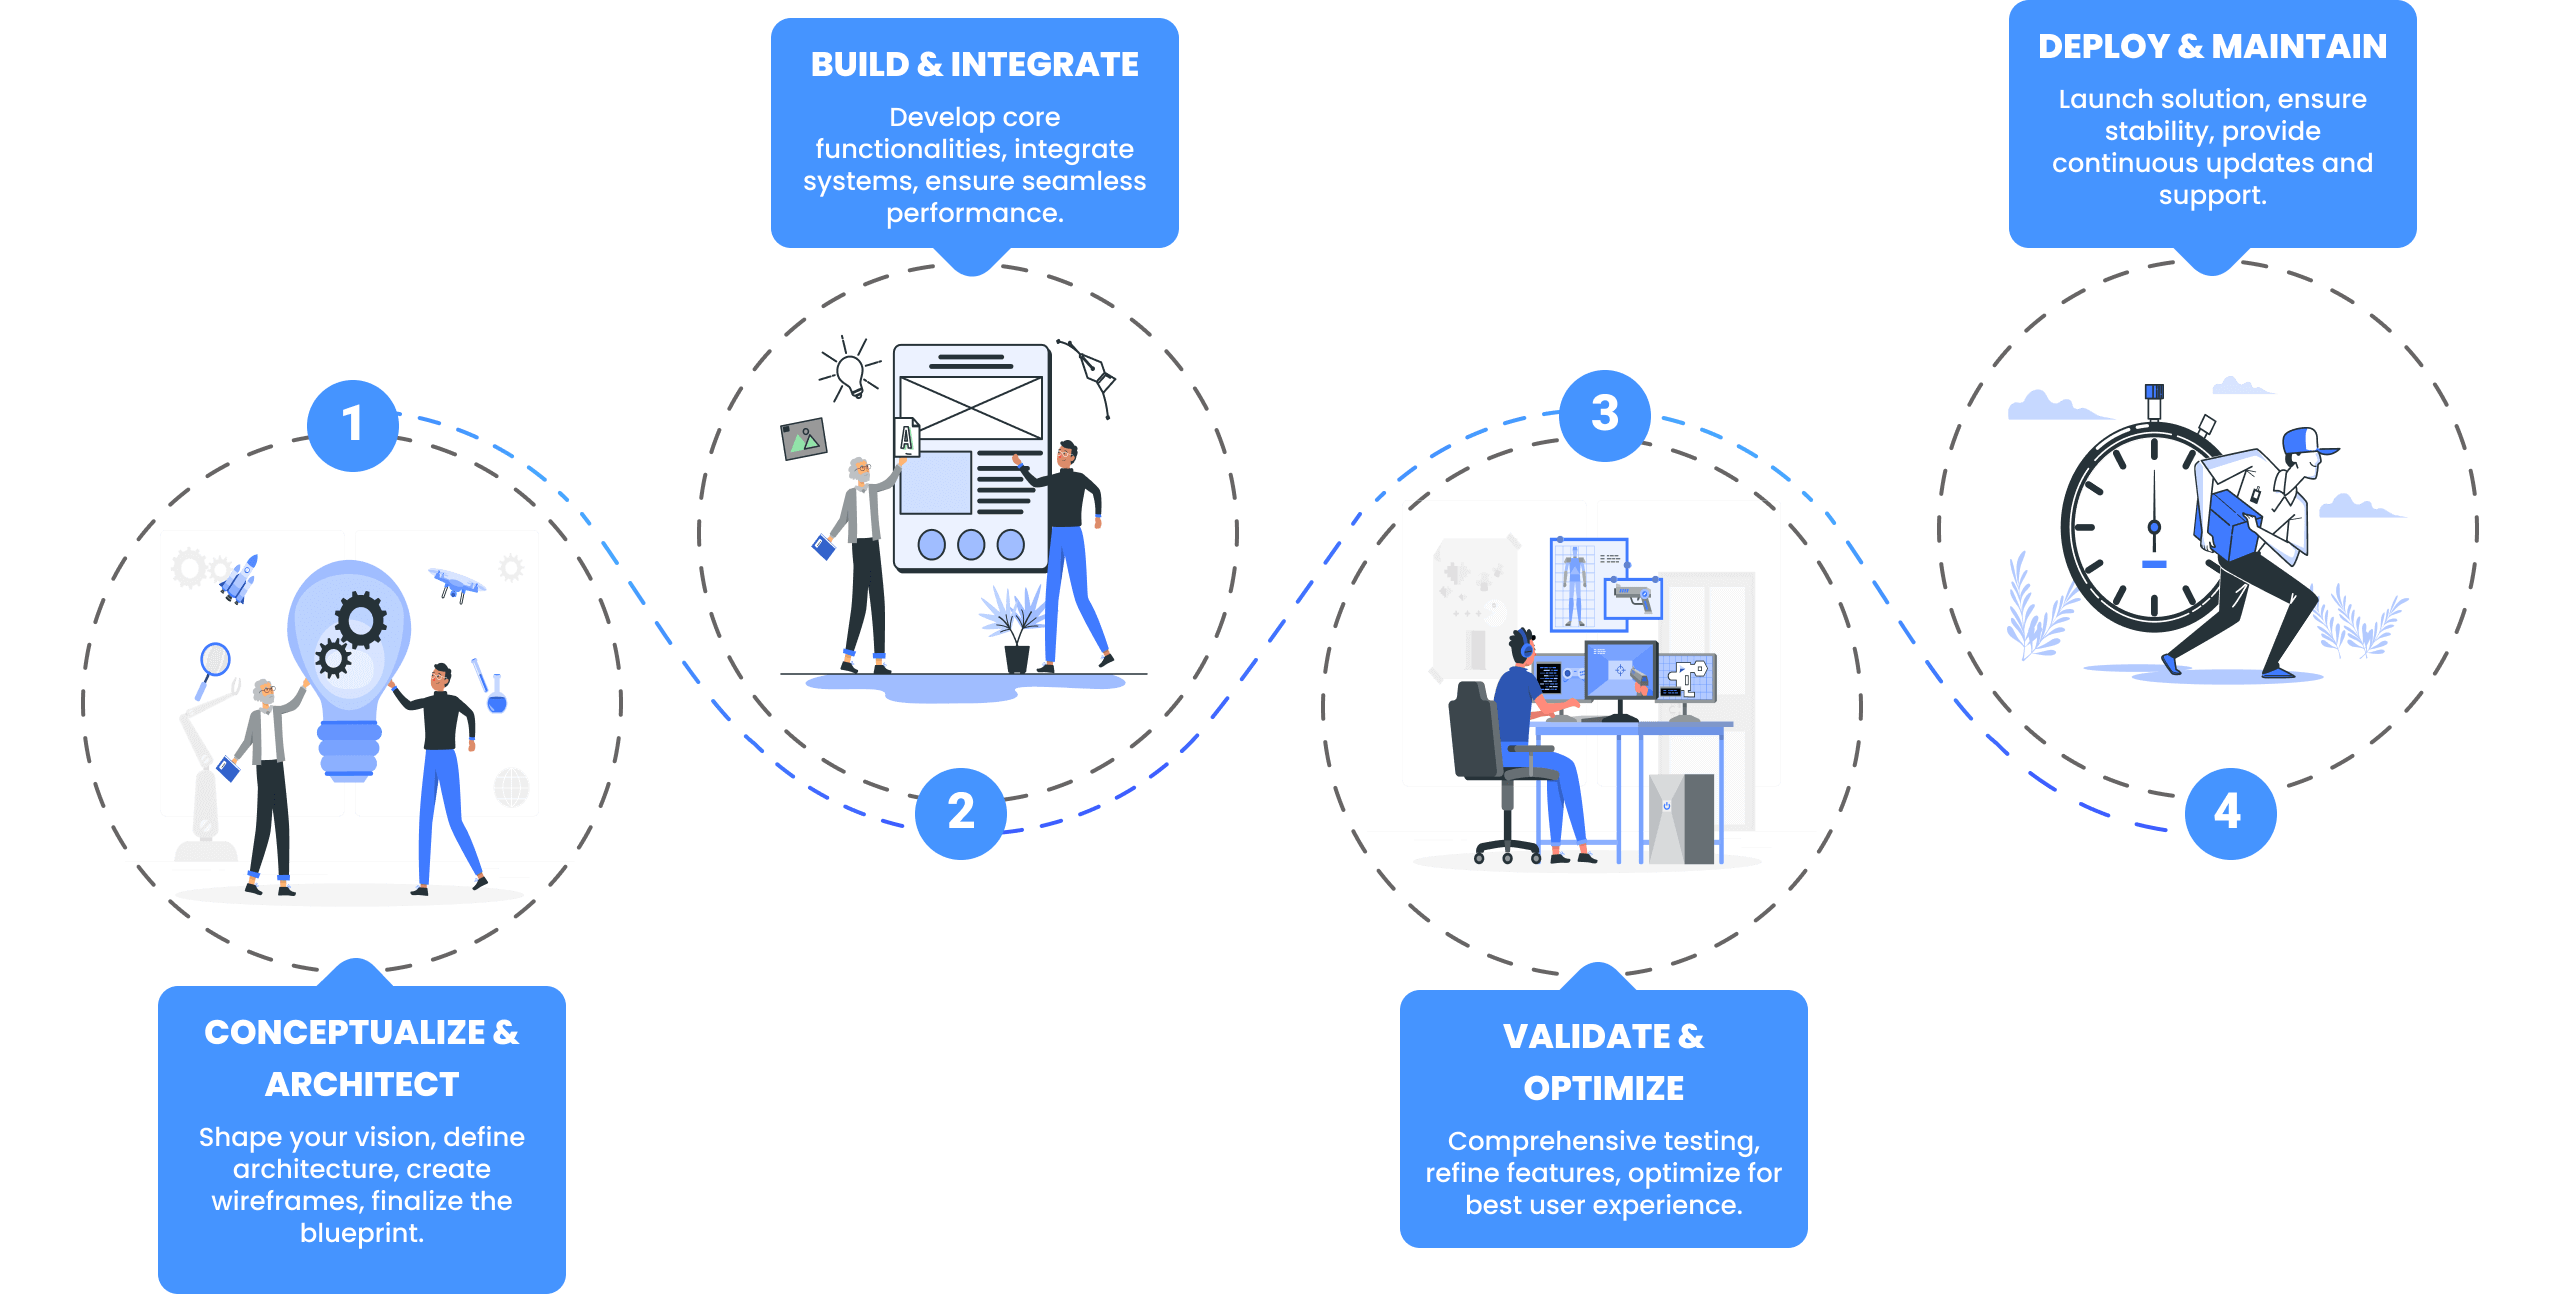 1
CONCEPTUALIZE &
ARCHITECT
Shape your vision, define
architecture, create
wireframes, finalize the
blueprint.
BUILD & INTEGRATE
Develop core
functionalities, integrate
systems, ensure seamless
performance.
A
2
3
VALIDATE &
OPTIMIZE
Comprehensive testing,
refine features, optimize for
best user experience.
DEPLOY & MAINTAIN
Launch solution, ensure
stability, provide
continuous updates and
support.
4